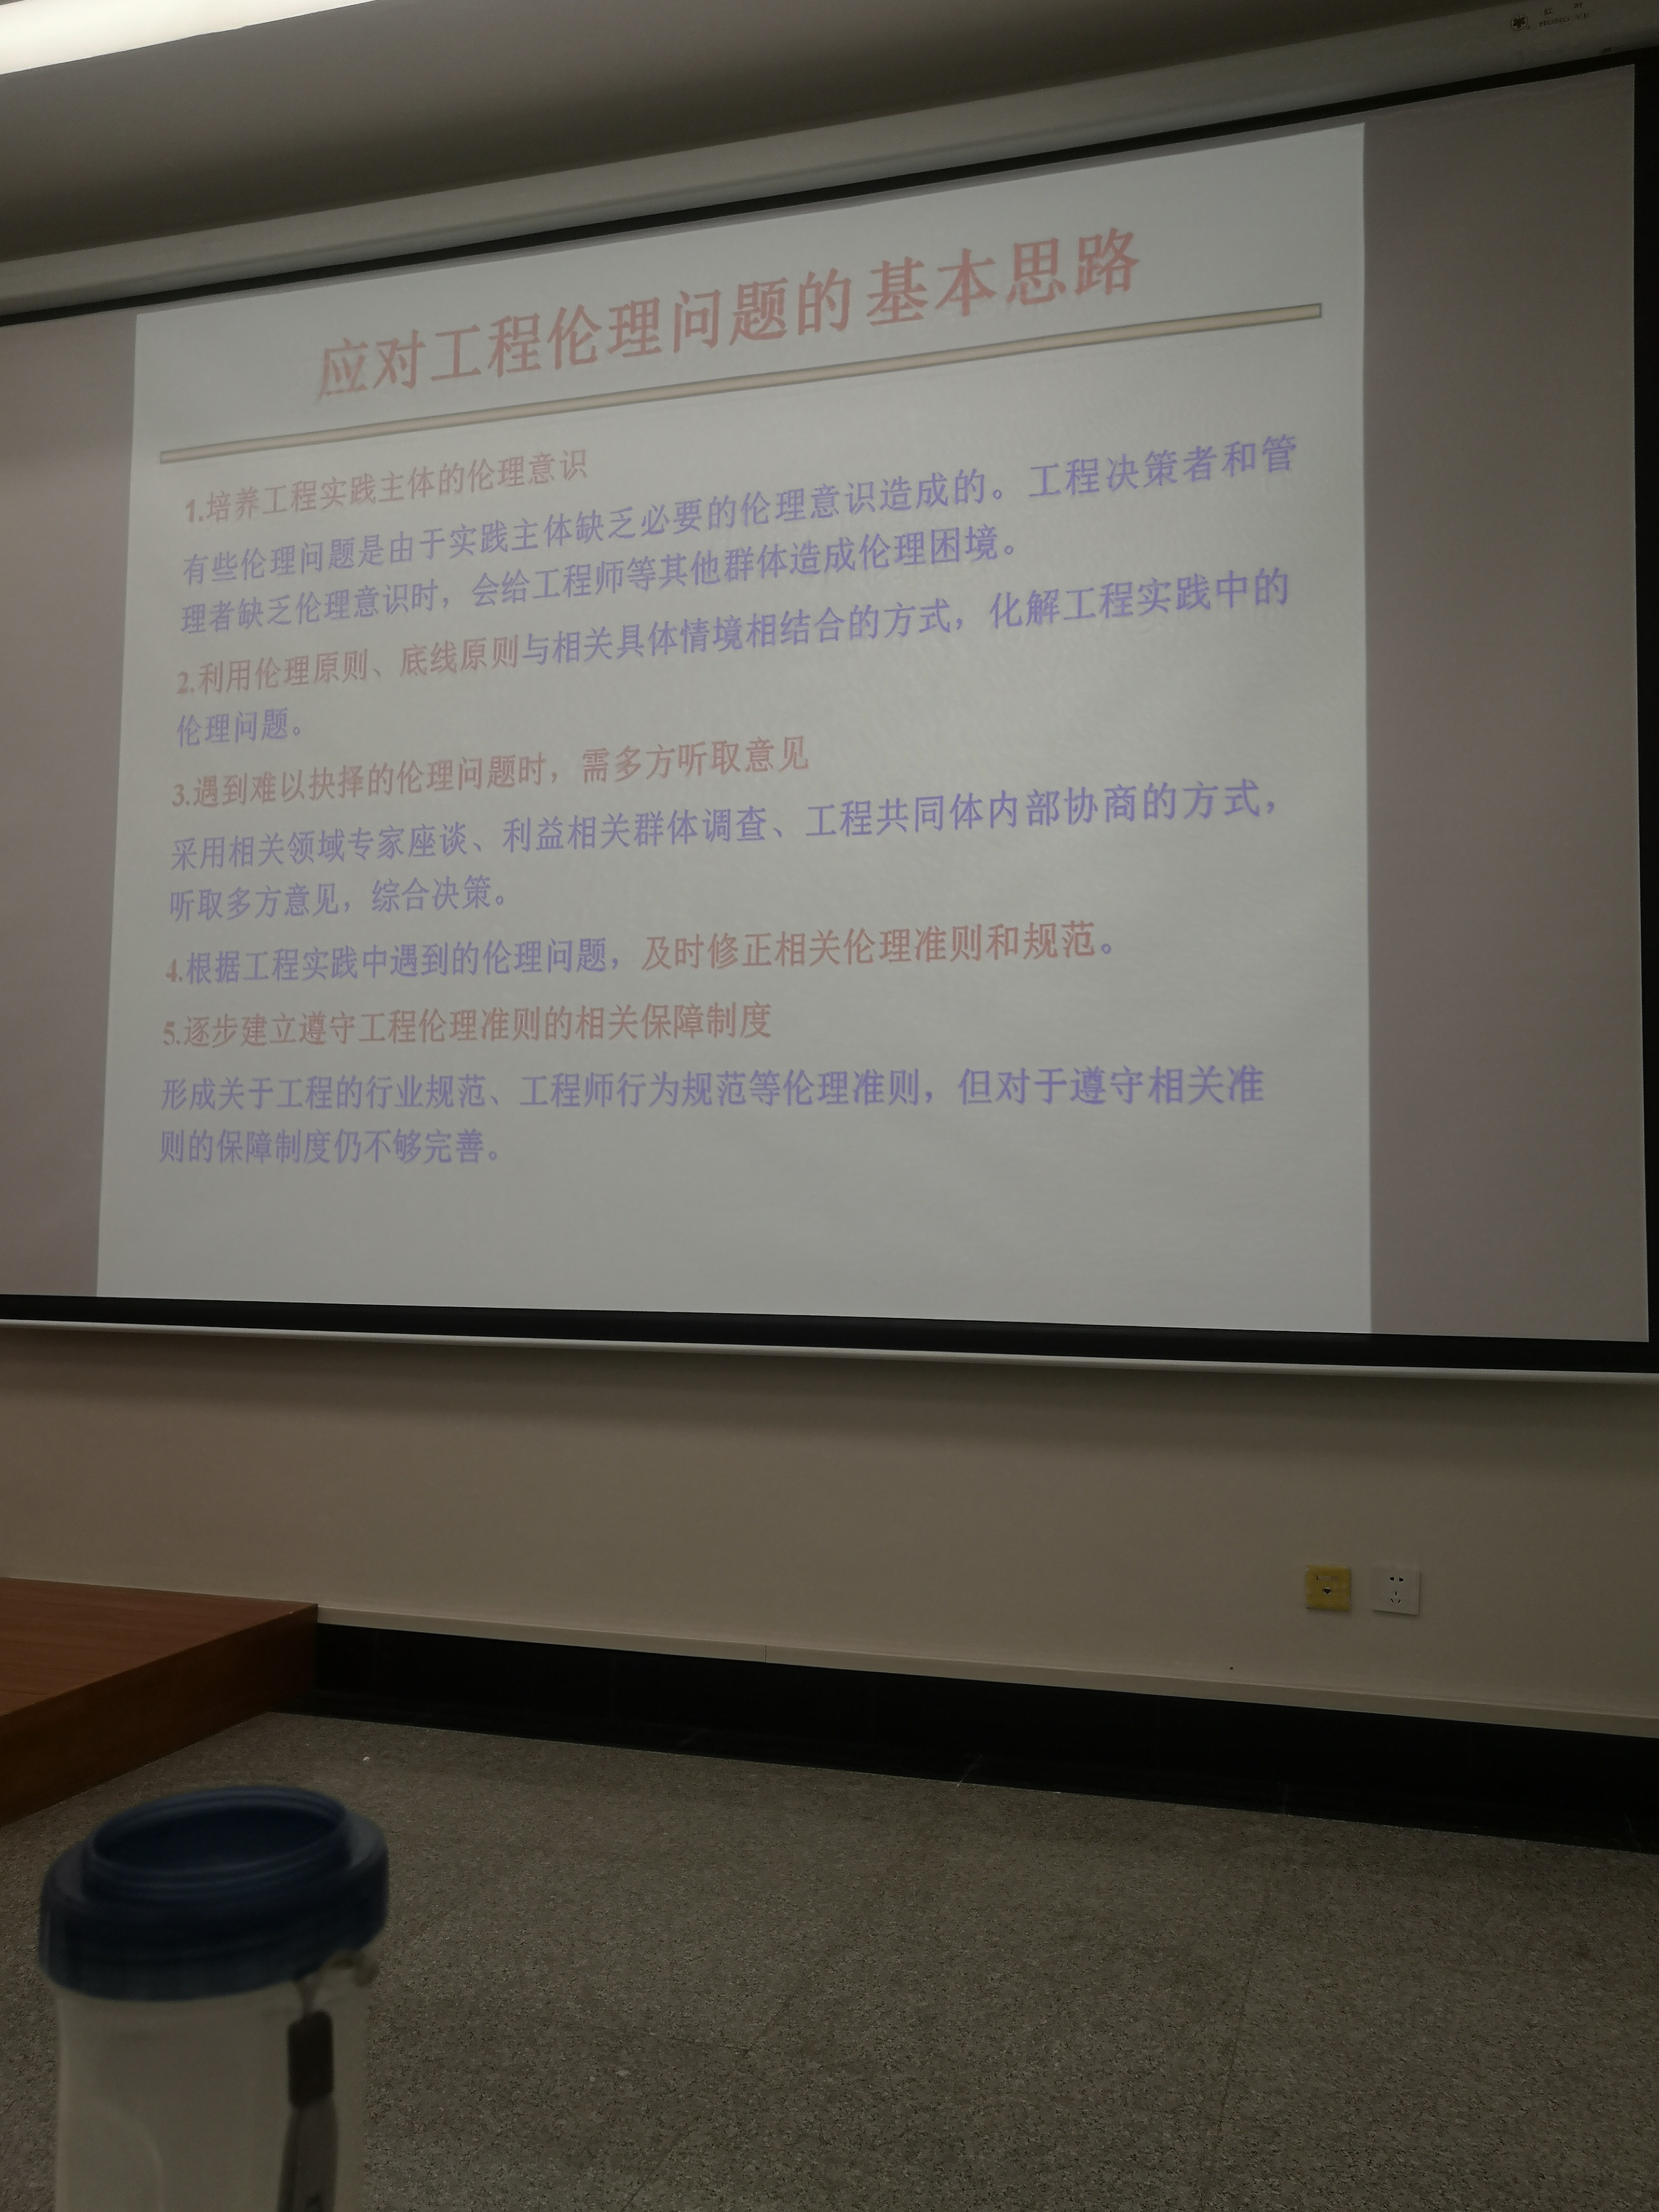 应对工程伦理问题的基本思路
1.培养工程实践主体的伦理意识
有些伦理问题是由于实践主体缺乏必要的伦理意识造成的。工程决策者和管
理者缺乏伦理意识时，会给工程师等其他群体造成伦理困境。
2.利用伦理原则、底线原则与相关具体情境相结合的方式，化解工程实践中的
伦理问题。
3.遇到难以抉择的伦理问题时，需多方听取意见
采用相关领域专家座谈、利益相关群体调查、工程共同体内部协商的方式，
听取多方意见，综合决策。
4.根据工程实践中遇到的伦理问题，及时修正相关伦理准则和规范。
5.逐步建立遵守工程伦理准则的相关保障制度
形成关于工程的行业规范、工程师行为规范等伦理准则，但对于遵守相关准
则的保障制度仍不够完善。